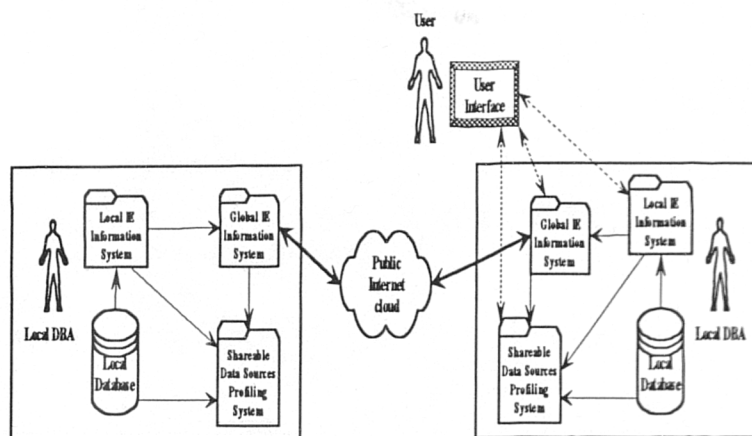 User
User
Interface
Local IE
Information
System
Global IE
Information
System
Local DBA
Local
Database
Shareable
Data Sources
Profiling
System
Public
Internet
cloud
Global IE
Information
System
Local IE
Information
System
Local DBA
Shareable
Data Sources
Profiling
System
Local
Database